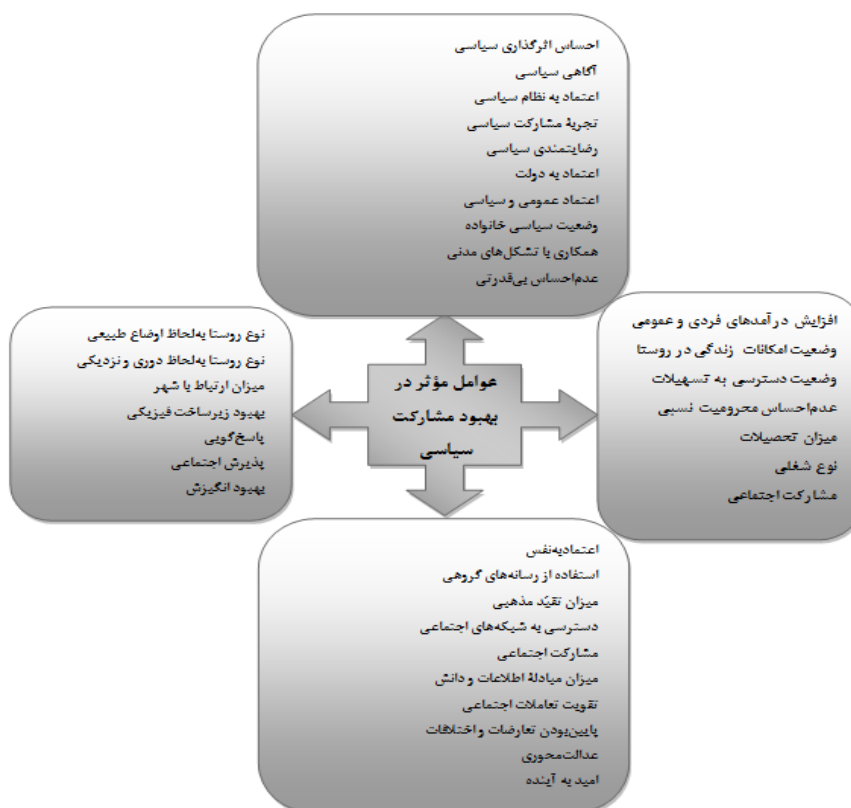 احساس اثرگذاری سیاسی
آگاهی سیاسی
اعتماد به نظام سیاسی
تجربهٔ مشارکت سیاسی
رضایتمندی سیاسی
اعتماد به دولت
اعتماد عمومی و سیاسی
وضعیت سیاسی خانواده
همکاری با تشکل‌های مدنی
عدم‌احساس بی‌قدرتی
افزایش درآمدهای فردی و عمومی
وضعیت امکانات زندگی در روستا
وضعیت دسترسی به تسهیلات
عدم‌احساس محرومیت نسبی
میزان تحصیلات
نوع شغلی
مشارکت اجتماعی
عوامل مؤثر در
بهبود مشارکت
سیاسی
نوع روستا به‌لحاظ اوضاع طبیعی
نوع روستا به‌لحاظ دوری و نزدیکی
میزان ارتباط با شهر
بهبود زیرساخت فیزیکی
پاسخ‌گویی
پذیرش اجتماعی
بهبود انگیزش
اعتمادبه‌نفس
استفاده از رسانه‌های گروهی
میزان تقیّد مذهبی
دسترسی به شبکه‌های اجتماعی
مشارکت اجتماعی
میزان مبادلهٔ اطلاعات و دانش
تقویت تعاملات اجتماعی
پایین‌بودن تعارضات و اختلافات
عدالت‌محوری
امید به آینده